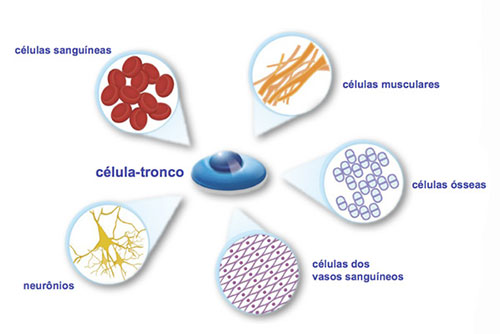 células sanguíneas
células musculares
célula-tronco
células ósseas
neurônios
células dos
vasos sanguíneos